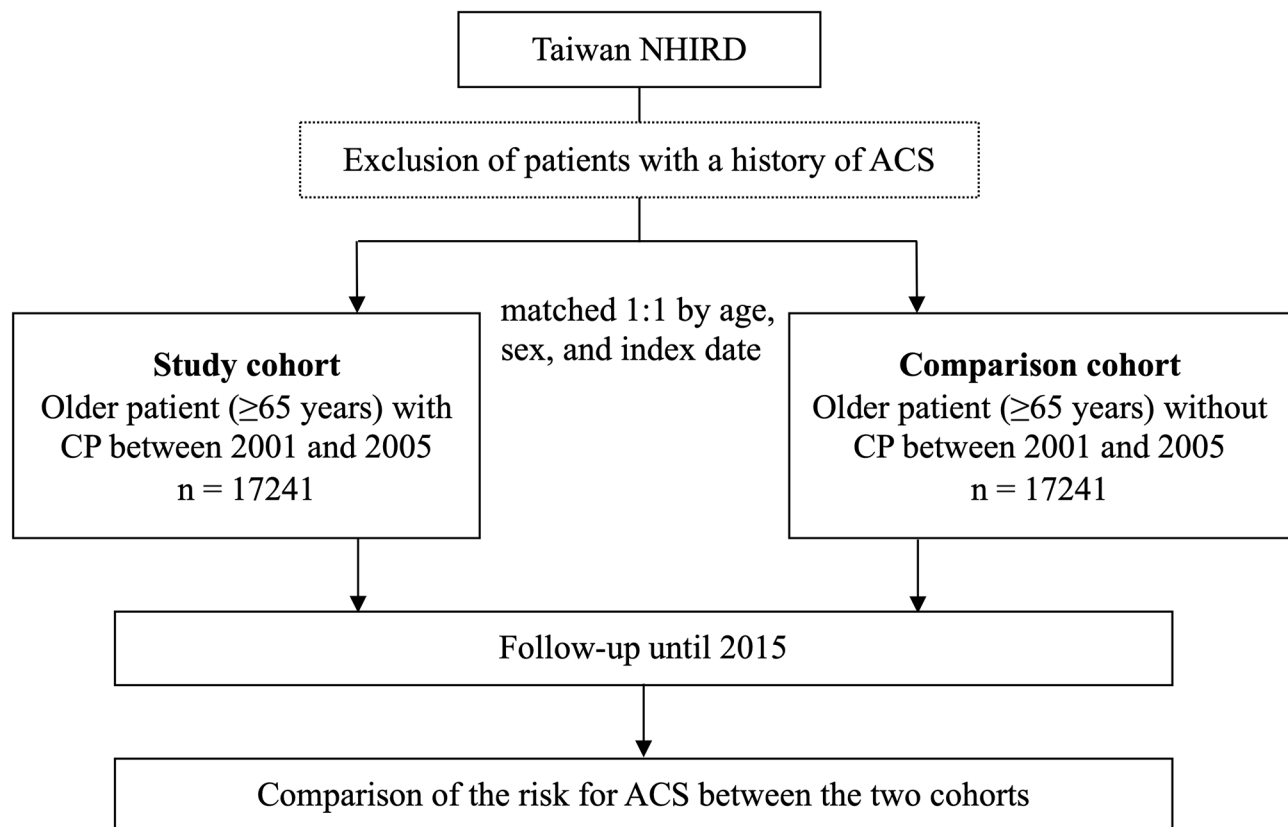 Taiwan NHIRD
Exclusion of patients with a history of ACS
matched 1:1 by age,
sex, and index date
Study cohort
Older patient (≥65 years) with
CP between 2001 and 2005
n = 17241
Comparison cohort
Older patient (≥65 years) without
CP between 2001 and 2005
n = 17241
Follow-up until 2015
Comparison of the risk for ACS between the two cohorts